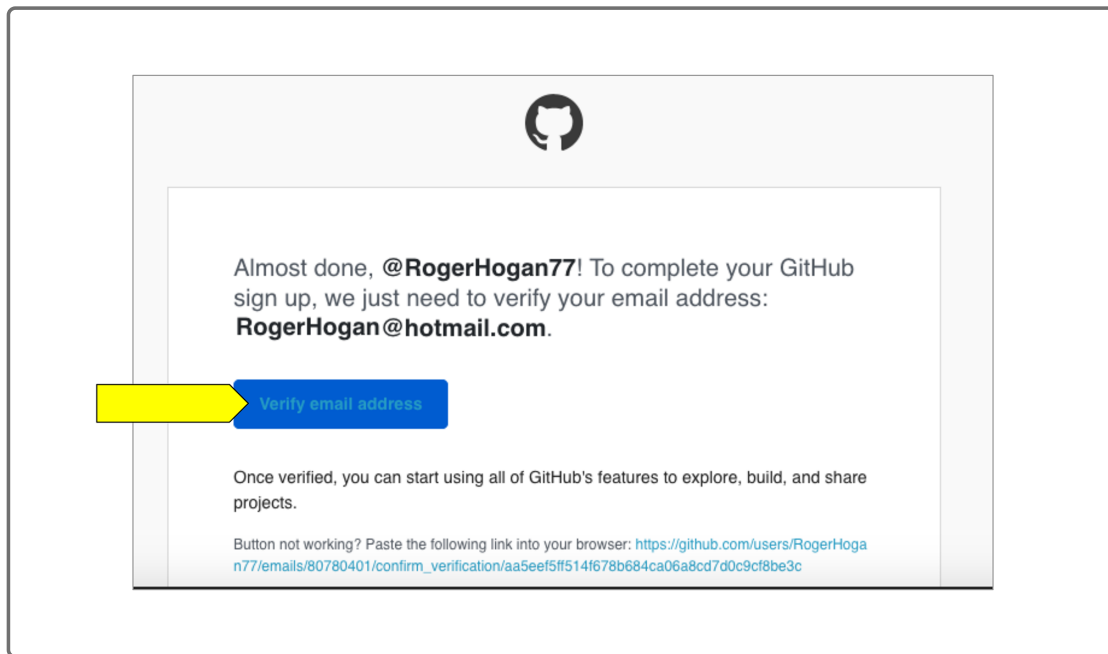 Almost done, @RogerHogan77! To complete your GitHub
sign up, we just need to verify your email address:
RogerHogan@hotmail.com.
Verify email address
Once verified, you can start using all of GitHub's features to explore, build, and share
projects.
Button not working? Paste the following link into your browser: https://github.com/users/RogerHoga
n77/emails/80780401/confirm_verification/aa5eef5ff514f678b684ca06a8cd7d0c9cf8be3c